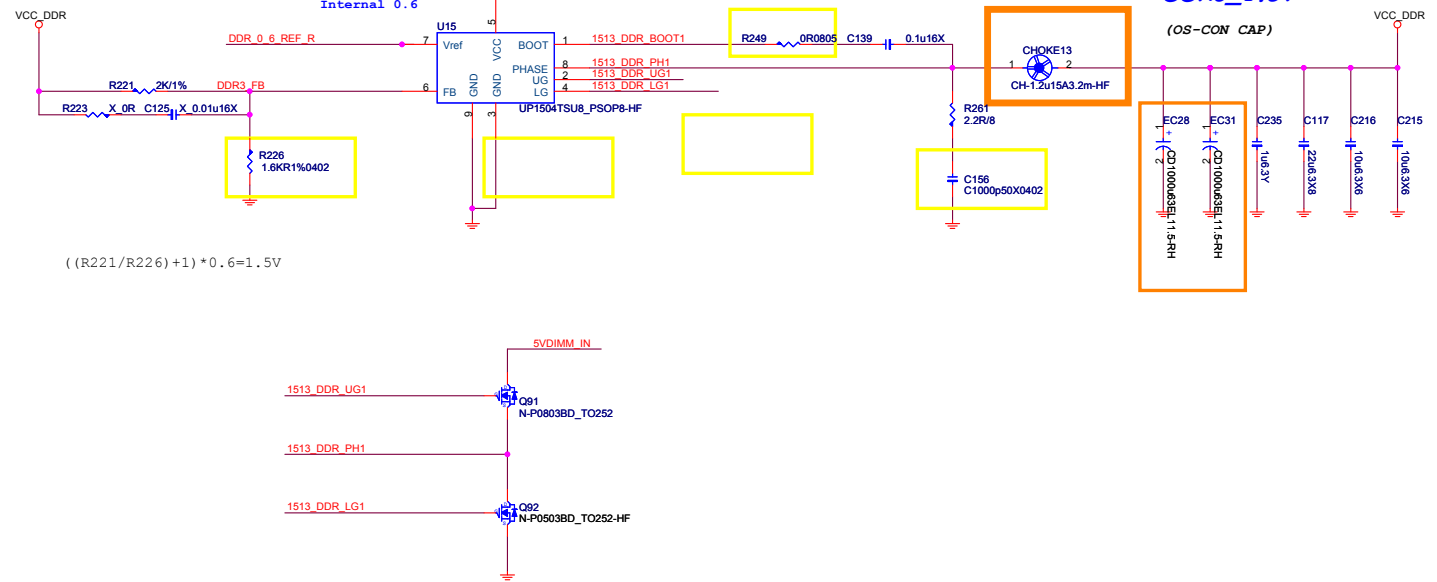 Internal 0.6
VCC_DDR
VCC_DDR
(OS-CON CAP)
U15
5
DDR_0_6_REF_R
7
Vref
VCC
BOOT
1
1513_DDR_BOOT1
R249
0R0805
C139
0.1u16X
PHASE
8
1513_DDR_PH1
UG
2
1513_DDR_UG1
LG
4
1513_DDR_LG1
R221
2K/1%
DDR3_FB
6
FB
GND
GND
9
3
UP1504TSU8_PSOP8-HF
R223
X_0R
C125
X_0.01u16X
R226
1.6KR1%0402
CHOKE13
1
2
CH-1.2u15A3.2m-HF
R261
2.2R/8
C156
C1000p50X0402
EC28
1
+
2
CD1000u63EL11.5-RH
EC31
1
+
2
CD1000u63EL11.5-RH
C235
1u6.3Y
C117
22u6.3X8
C216
10u6.3X6
C215
10u6.3X6
((R221/R226)+1)*0.6=1.5V
5VDIMM_IN
1513_DDR_UG1
Q91
N-P0803BD_TO252
1513_DDR_PH1
1513_DDR_LG1
Q92
N-P0503BD_TO252-HF